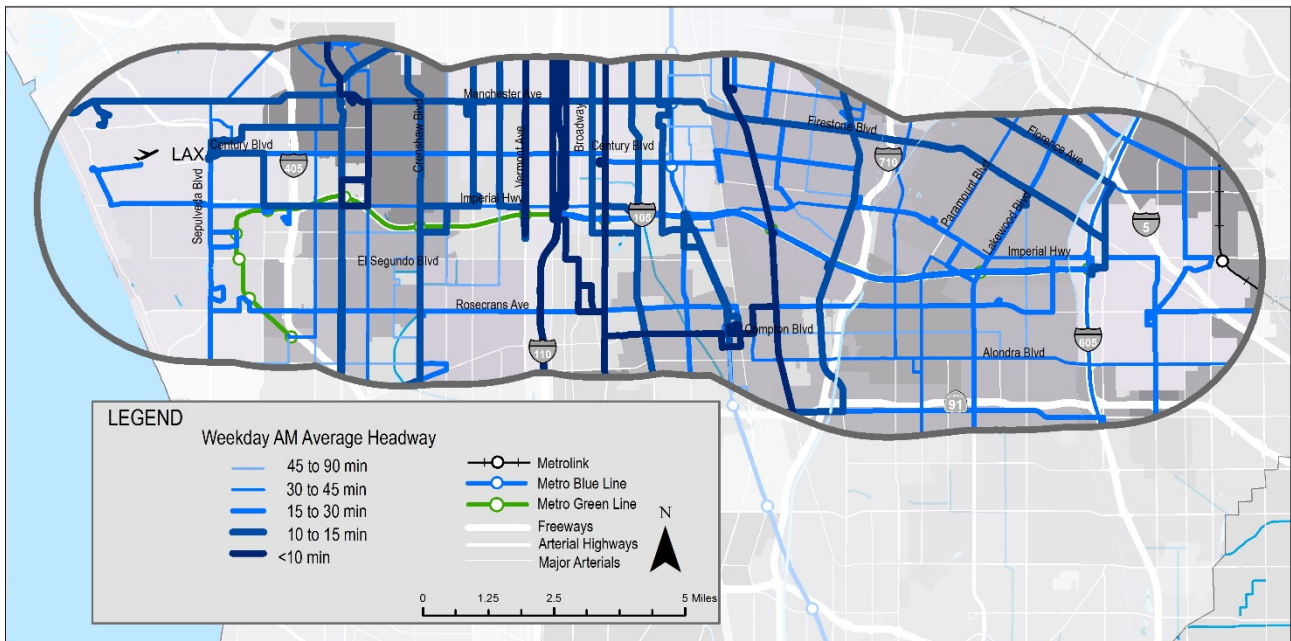 Manchester Ave
Century Blvd
LAX
Sepulveda Blvd
405
Crenshaw Blvd
Vermont Ave
Broadway
Century Blvd
Firestone Blvd
Florence Ave
710
Paramount Blvd
Lakewood Blvd
Imperial Hwy
105
5
Imperial Hwy
El Segundo Blvd
Rosecrans Ave
110
Compton Blvd
605
Alondra Blvd
91
LEGEND
Weekday AM Average Headway
45 to 90 min
30 to 45 min
15 to 30 min
10 to 15 min
<10 min
Metrolink
Metro Blue Line
Metro Green Line
Freeways
Arterial Highways
Major Arterials
N
0 1.25 2.5 5 Miles